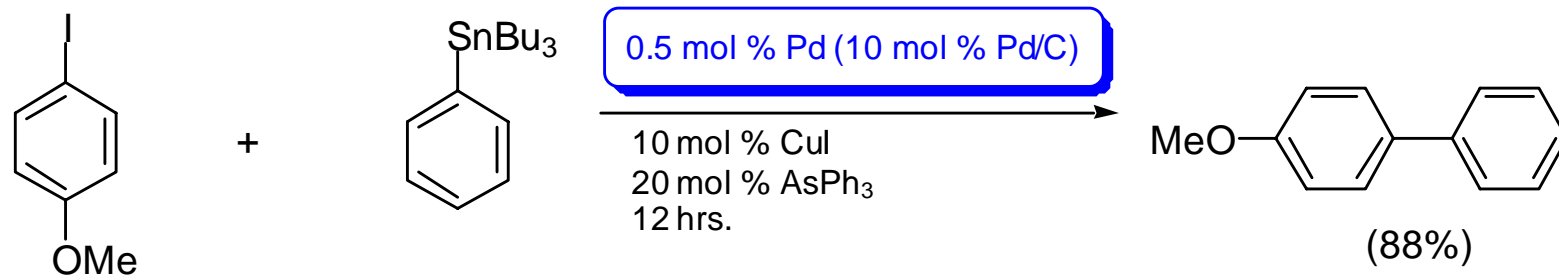 I
OMe
+
SnBu3
0.5 mol % Pd (10 mol % Pd/C)
10 mol % CuI
20 mol % AsPh3
12 hrs.
MeO
(88%)